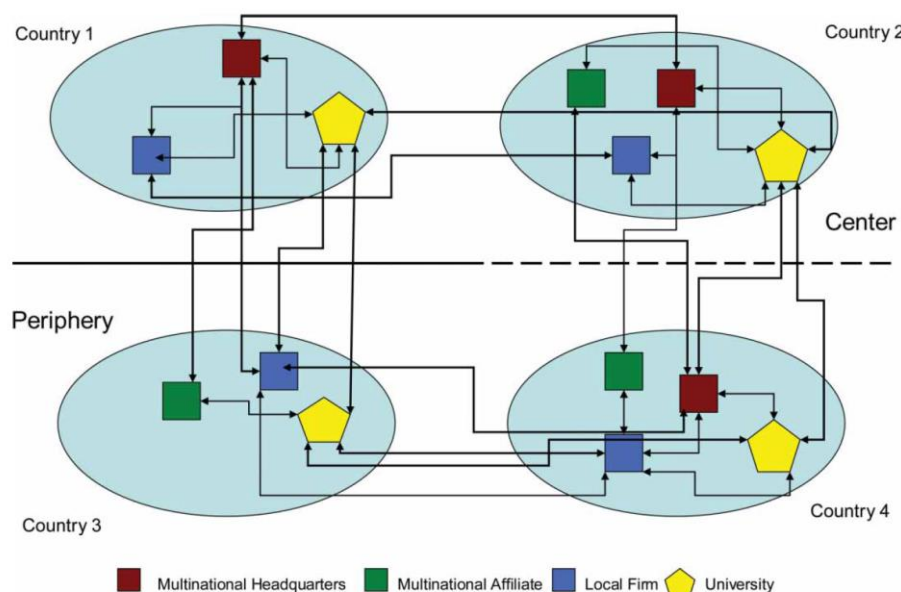 Country 1
Country 2
Center
Periphery
Country 3
Country 4
Multinational Headquarters
Multinational Affiliate
Local Firm
University